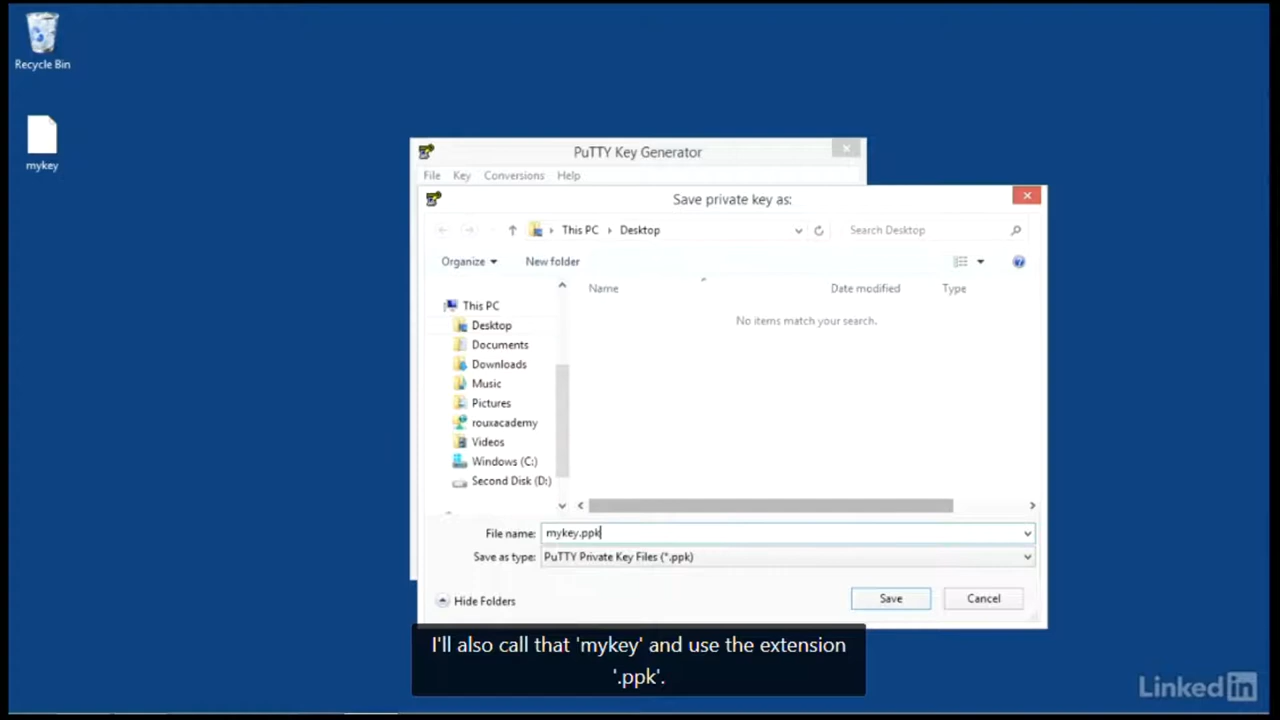 Recycle Bin
mykey
PuTTY Key Generator
File Key Conversions Help
Save private key as:
This PC Desktop
Search Desktop
Organize New folder
Name Date modified Type
No items match your search.
This PC
Desktop
Documents
Downloads
Music
Pictures
rouxacademy
Videos
Windows (C:)
Second Disk (D:)
File name: mykey.ppk
Save as type: PuTTY Private Key Files (*.ppk)
Hide Folders
Save Cancel
I'll also call that 'mykey' and use the extension
'.ppk'.
Linked in